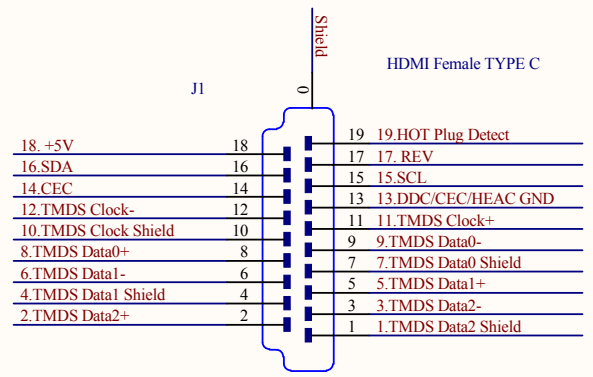 Shield
HDMI Female TYPE C
J1
0
19 19.HOT Plug Detect
18. +5V 18
17 17. REV
16.SDA 16
15 15.SCL
14.CEC 14
13 13.DDC/CEC/HEAC GND
12.TMDS Clock- 12
11 11.TMDS Clock+
10.TMDS Clock Shield 10
9 9.TMDS Data0-
8.TMDS Data0+ 8
7 7.TMDS Data0 Shield
6.TMDS Data1- 6
5 5.TMDS Data1+
4.TMDS Data1 Shield 4
3 3.TMDS Data2-
2.TMDS Data2+ 2
1 1.TMDS Data2 Shield